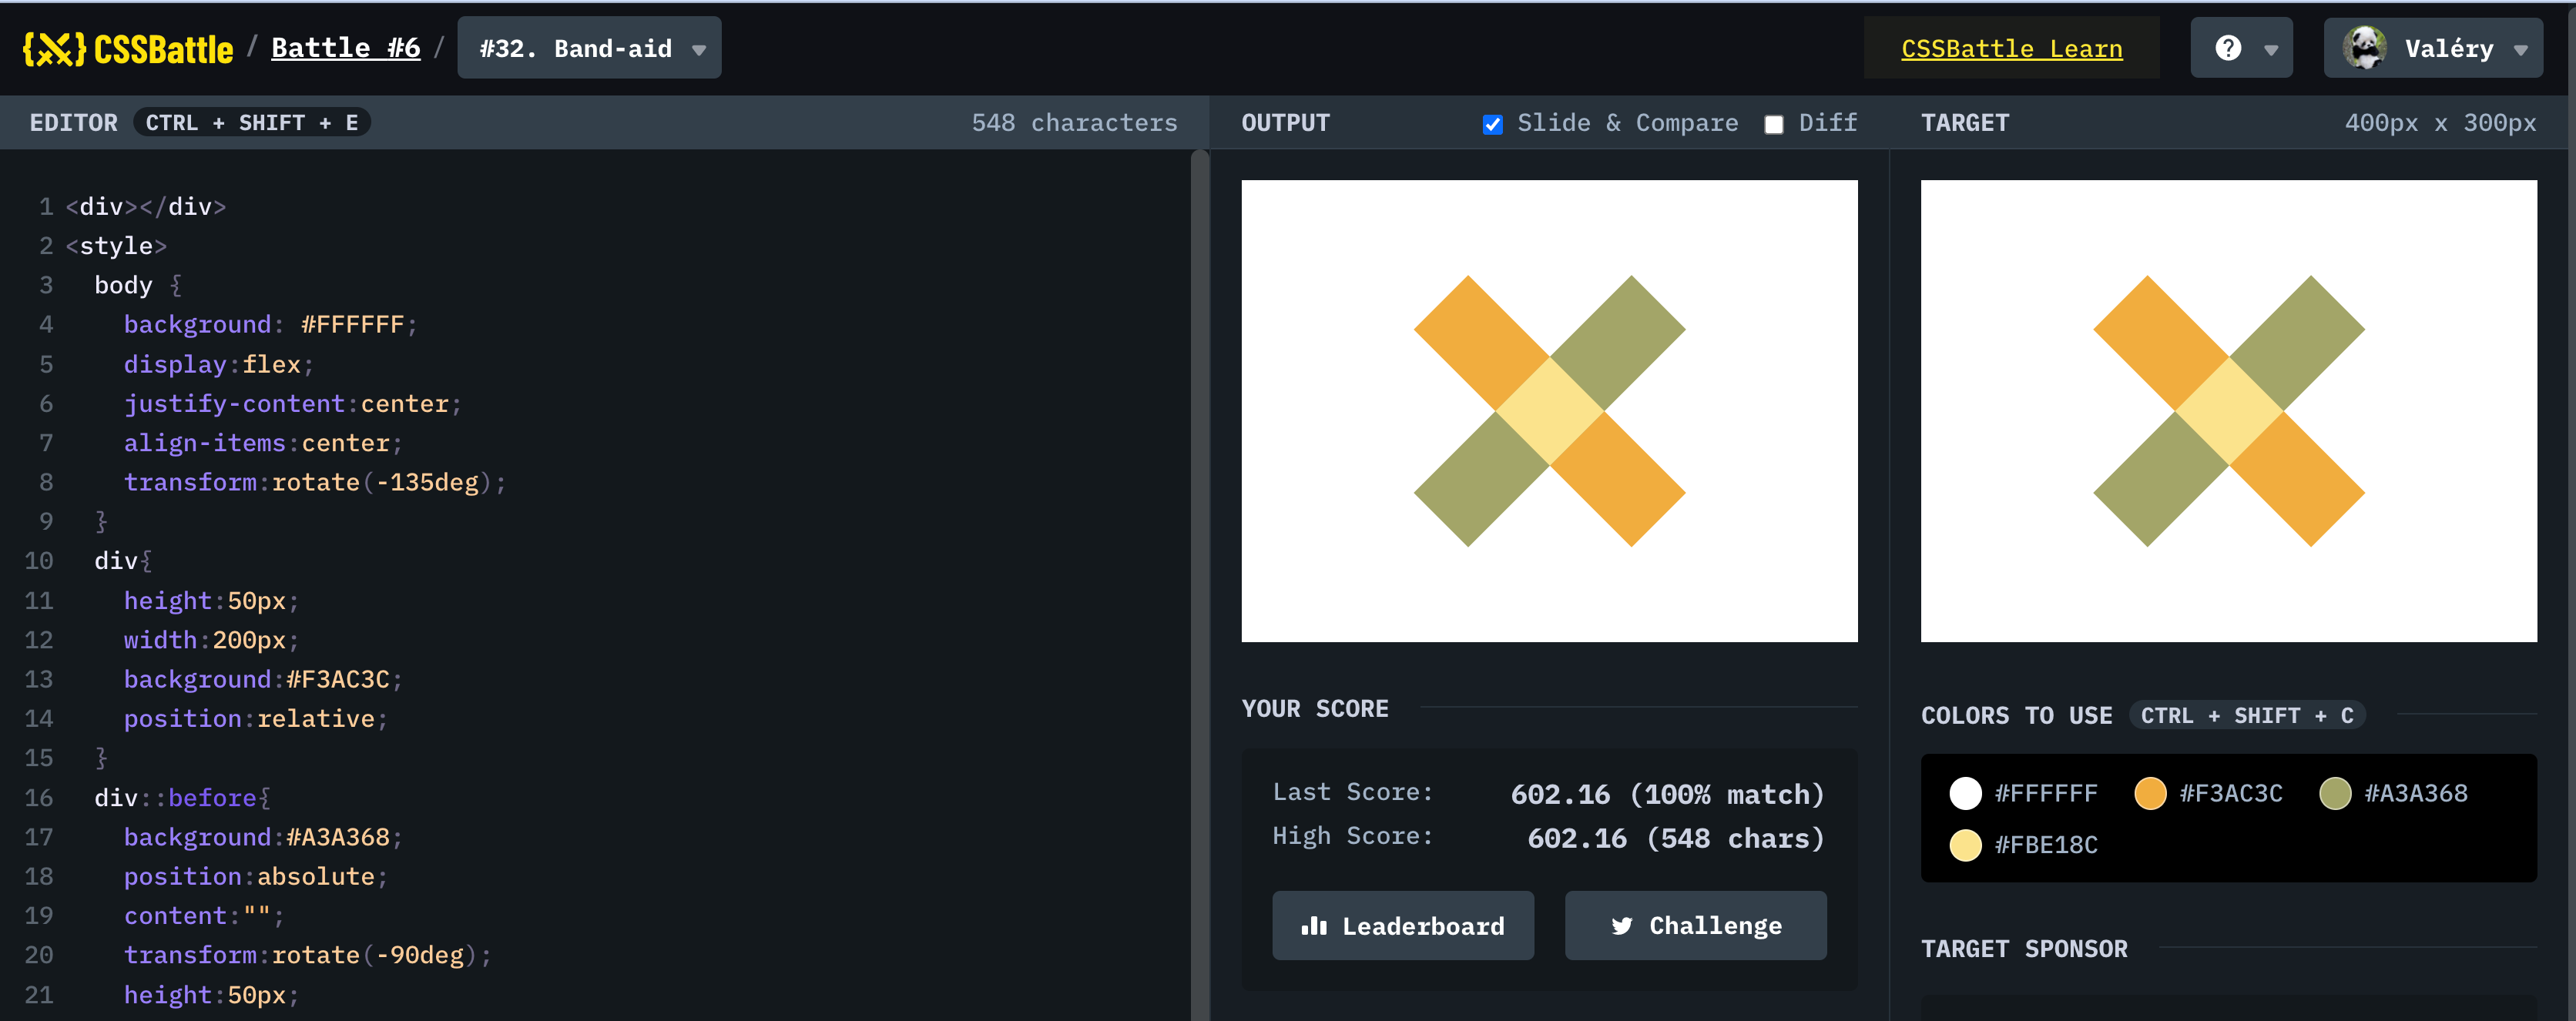 {X} CSSBattle / Battle #6 / #32. Band-aid CSSBattle Learn ? Valéry
EDITOR CTRL + SHIFT + E 548 characters
1 <div></div>
2 <style>
3 body {
4 background: #FFFFFF;
5 display:flex;
6 justify-content:center;
7 align-items:center;
8 transform:rotate(-135deg);
9 }
10 div{
11 height:50px;
12 width:200px;
13 background:#F3AC3C;
14 position:relative;
15 }
16 div::before{
17 background:#A3A368;
18 position:absolute;
19 content:"";
20 transform:rotate(-90deg);
21 height:50px;
OUTPUT Slide & Compare Diff
YOUR SCORE
Last Score: 602.16 (100% match)
High Score: 602.16 (548 chars)
Leaderboard Challenge
TARGET 400px x 300px
COLORS TO USE CTRL + SHIFT + C
#FFFFFF #F3AC3C #A3A368
#FBE18C
TARGET SPONSOR